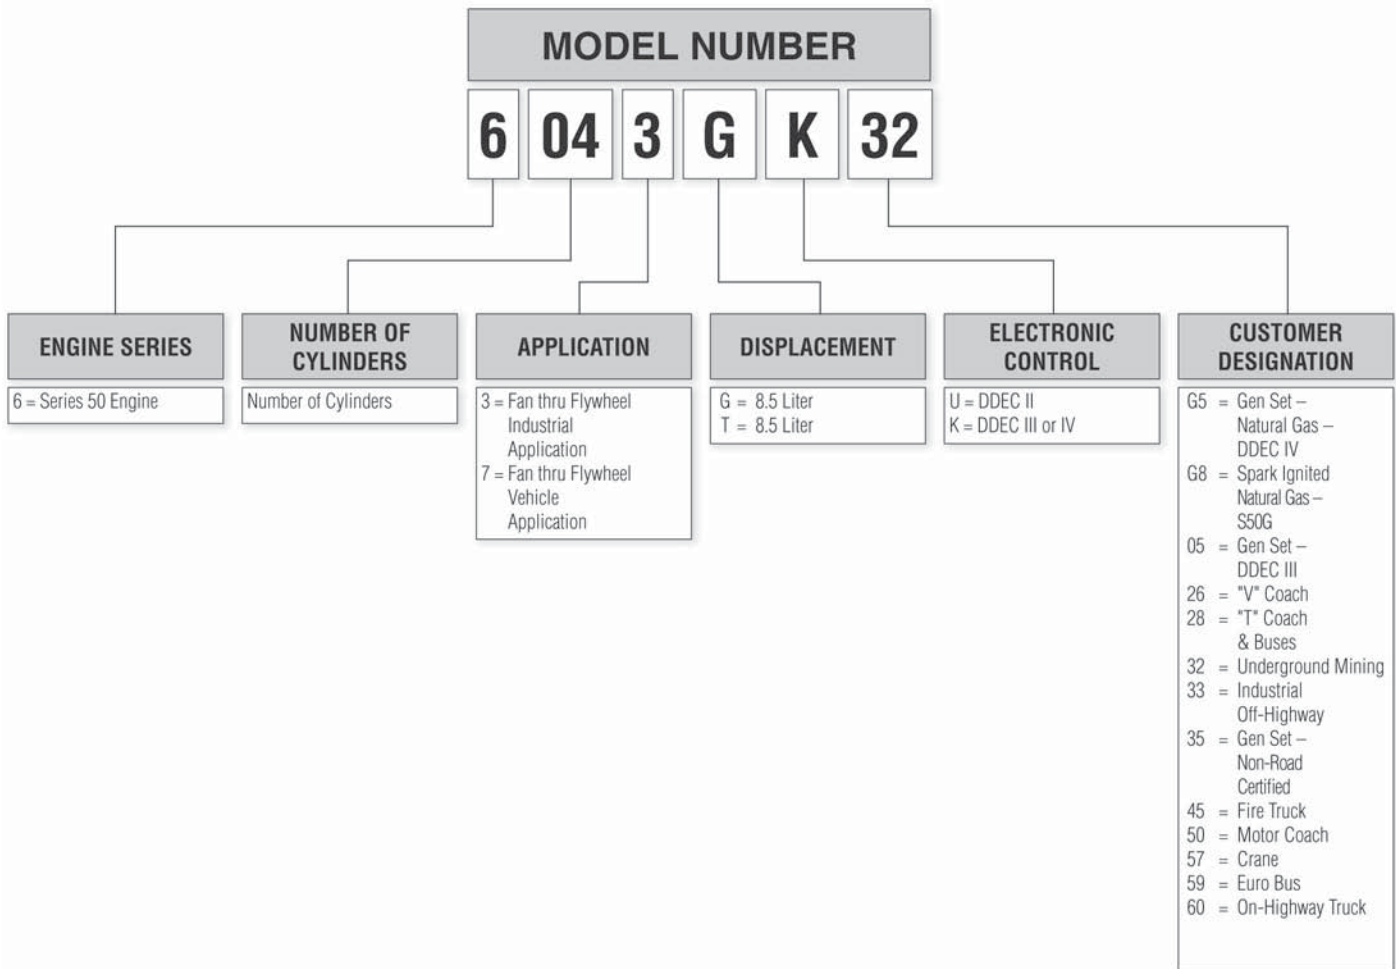 MODEL NUMBER
6 04 3 G K 32
ENGINE SERIES
6 = Series 50 Engine
NUMBER OF
CYLINDERS
Number of Cylinders
APPLICATION
3 = Fan thru Flywheel
Industrial
Application
7 = Fan thru Flywheel
Vehicle
Application
DISPLACEMENT
G = 8.5 Liter
T = 8.5 Liter
ELECTRONIC
CONTROL
U = DDEC II
K = DDEC III or IV
CUSTOMER
DESIGNATION
G5 = Gen Set –
Natural Gas –
DDEC IV
G8 = Spark Ignited
Natural Gas –
S50G
05 = Gen Set –
DDEC III
26 = "V" Coach
28 = "T" Coach
& Buses
32 = Underground Mining
33 = Industrial
Off-Highway
35 = Gen Set –
Non-Road
Certified
45 = Fire Truck
50 = Motor Coach
57 = Crane
59 = Euro Bus
60 = On-Highway Truck